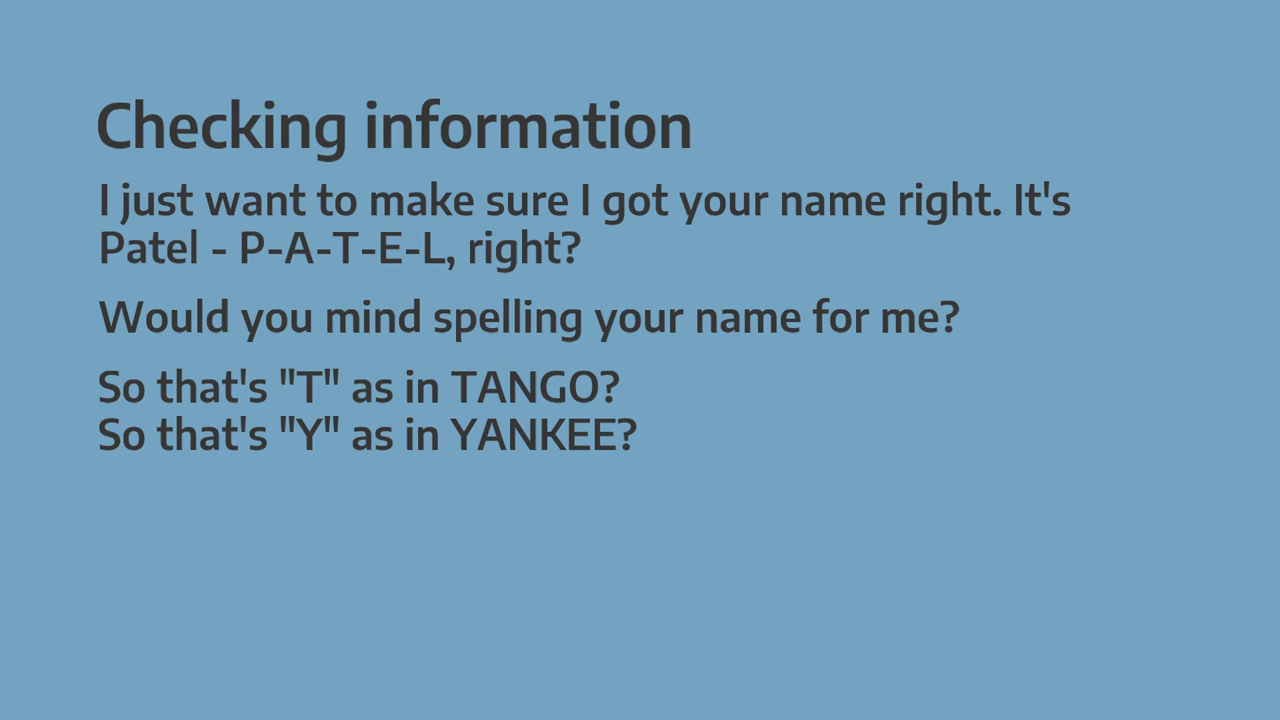 Checking information
I just want to make sure I got your name right. It's
Patel - P-A-T-E-L, right?
Would you mind spelling your name for me?
So that's "T" as in TANGO?
So that's "Y" as in YANKEE?